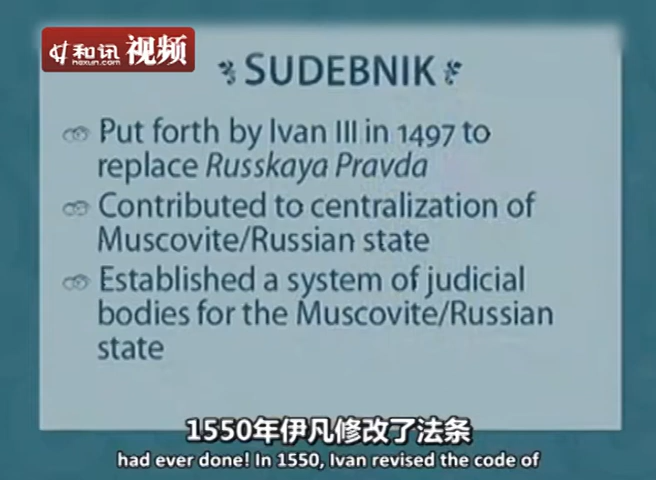 和讯 视频
hexun.com
SUDEBNIK
Put forth by Ivan III in 1497 to
replace Russkaya Pravda
Contributed to centralization of
Muscovite/Russian state
Established a system of judicial
bodies for the Muscovite/Russian
state
1550年伊凡修改了法条
had ever done! In 1550, Ivan revised the code of